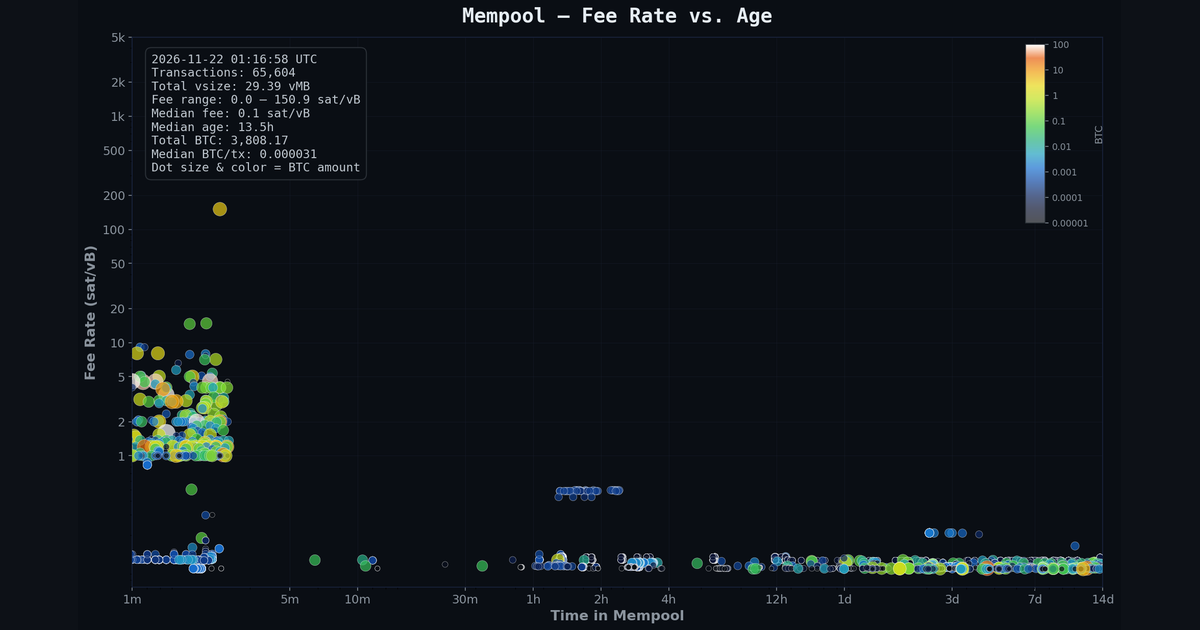 Mempool — Fee Rate vs. Age
2026-11-22 01:16:58 UTC
Transactions: 65,604
Total vsize: 29.39 vMB
Fee range: 0.0 – 150.9 sat/vB
Median fee: 0.1 sat/vB
Median age: 13.5h
Total BTC: 3,808.17
Median BTC/tx: 0.000031
Dot size & color = BTC amount
5k
2k
1k
500
200
100
50
20
10
5
2
1
Fee Rate (sat/vB)
100
10
1
0.1
0.01
0.001
0.0001
0.00001
BTC
1m
5m
10m
30m
1h
2h
4h
12h
1d
3d
7d
14d
Time in Mempool